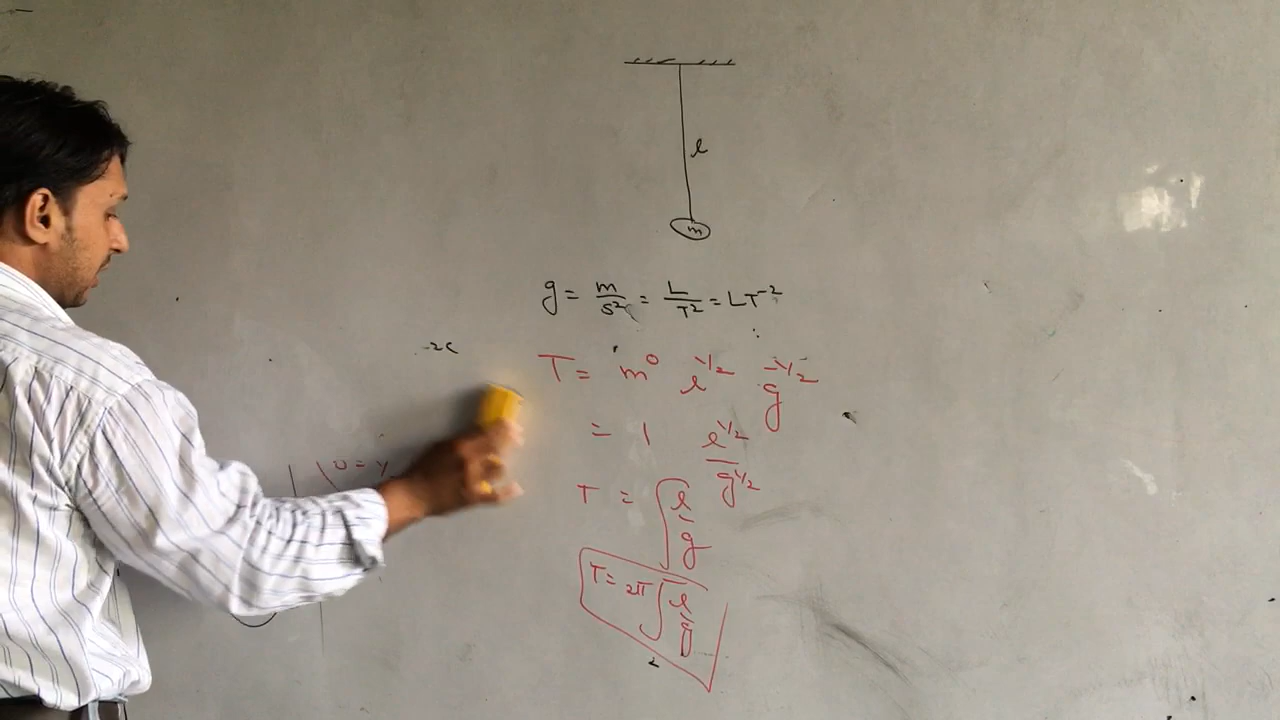 l
m
g = m/s² = L/T² = LT⁻²
T = m⁰ l^1/2 g^-1/2
= 1 l^1/2 / g^1/2
T = √l/g
T = 2π √l/g